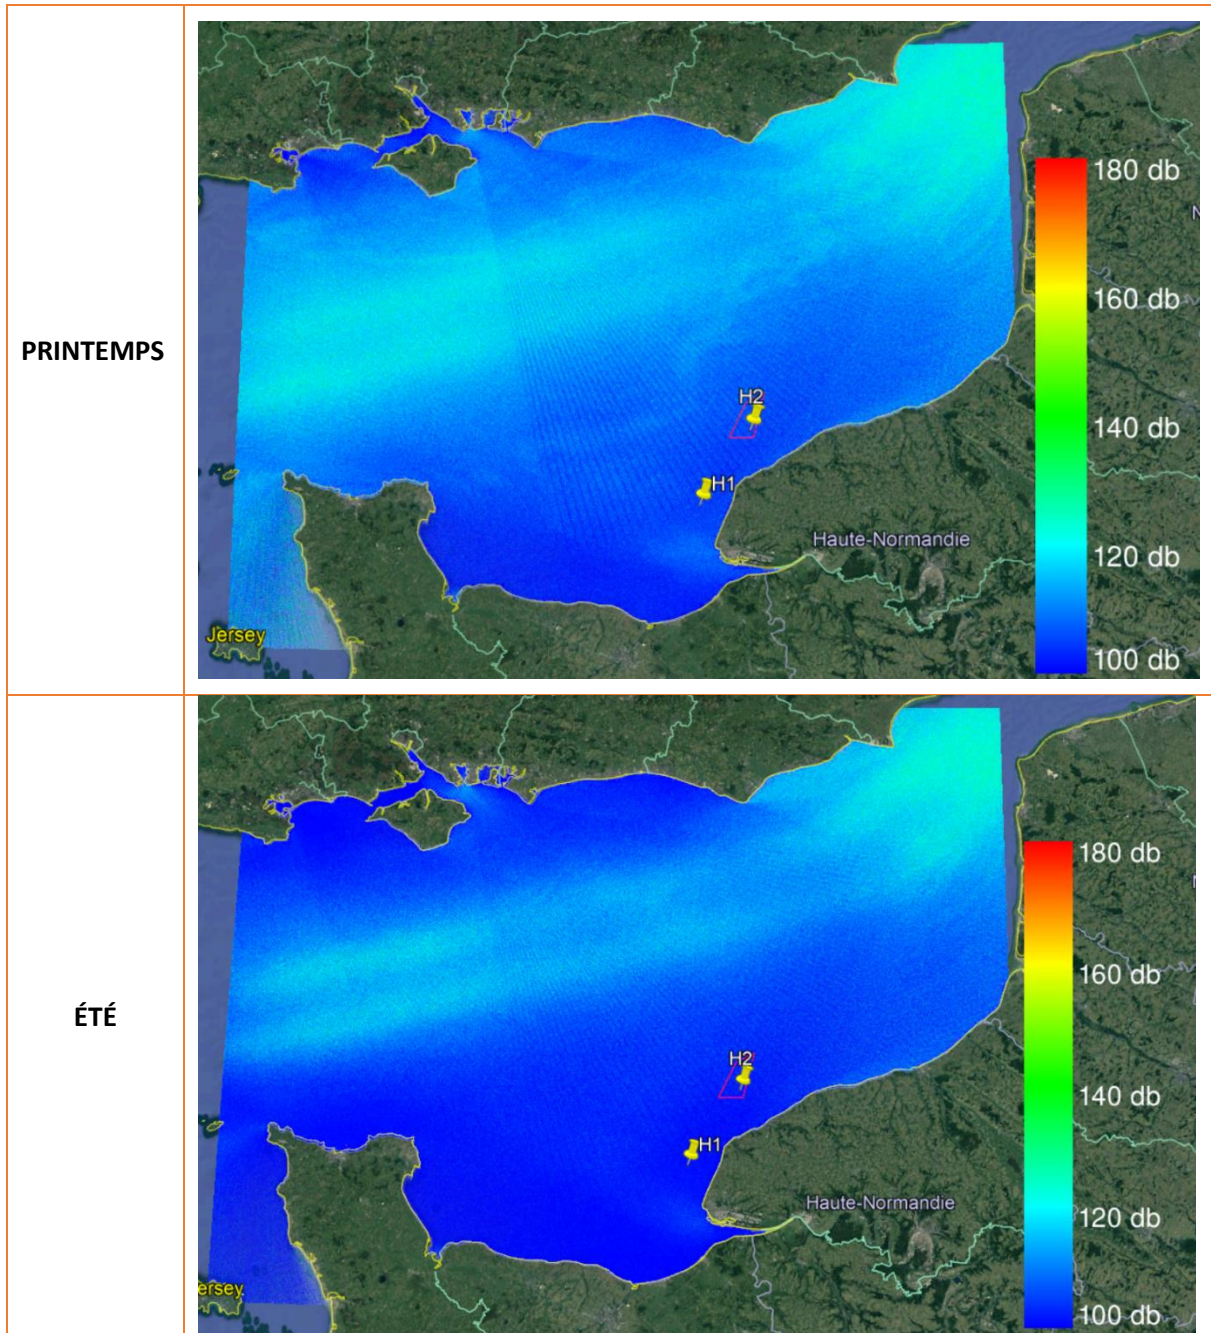 PRINTEMPS
180 db
N
160 db
H2
140 db
H1
Haute-Normandie
120 db
Jersey
100 db
180 db
160 db
ÉTÉ
H2
140 db
H1
Haute-Normandie
120 db
ersey
100 db